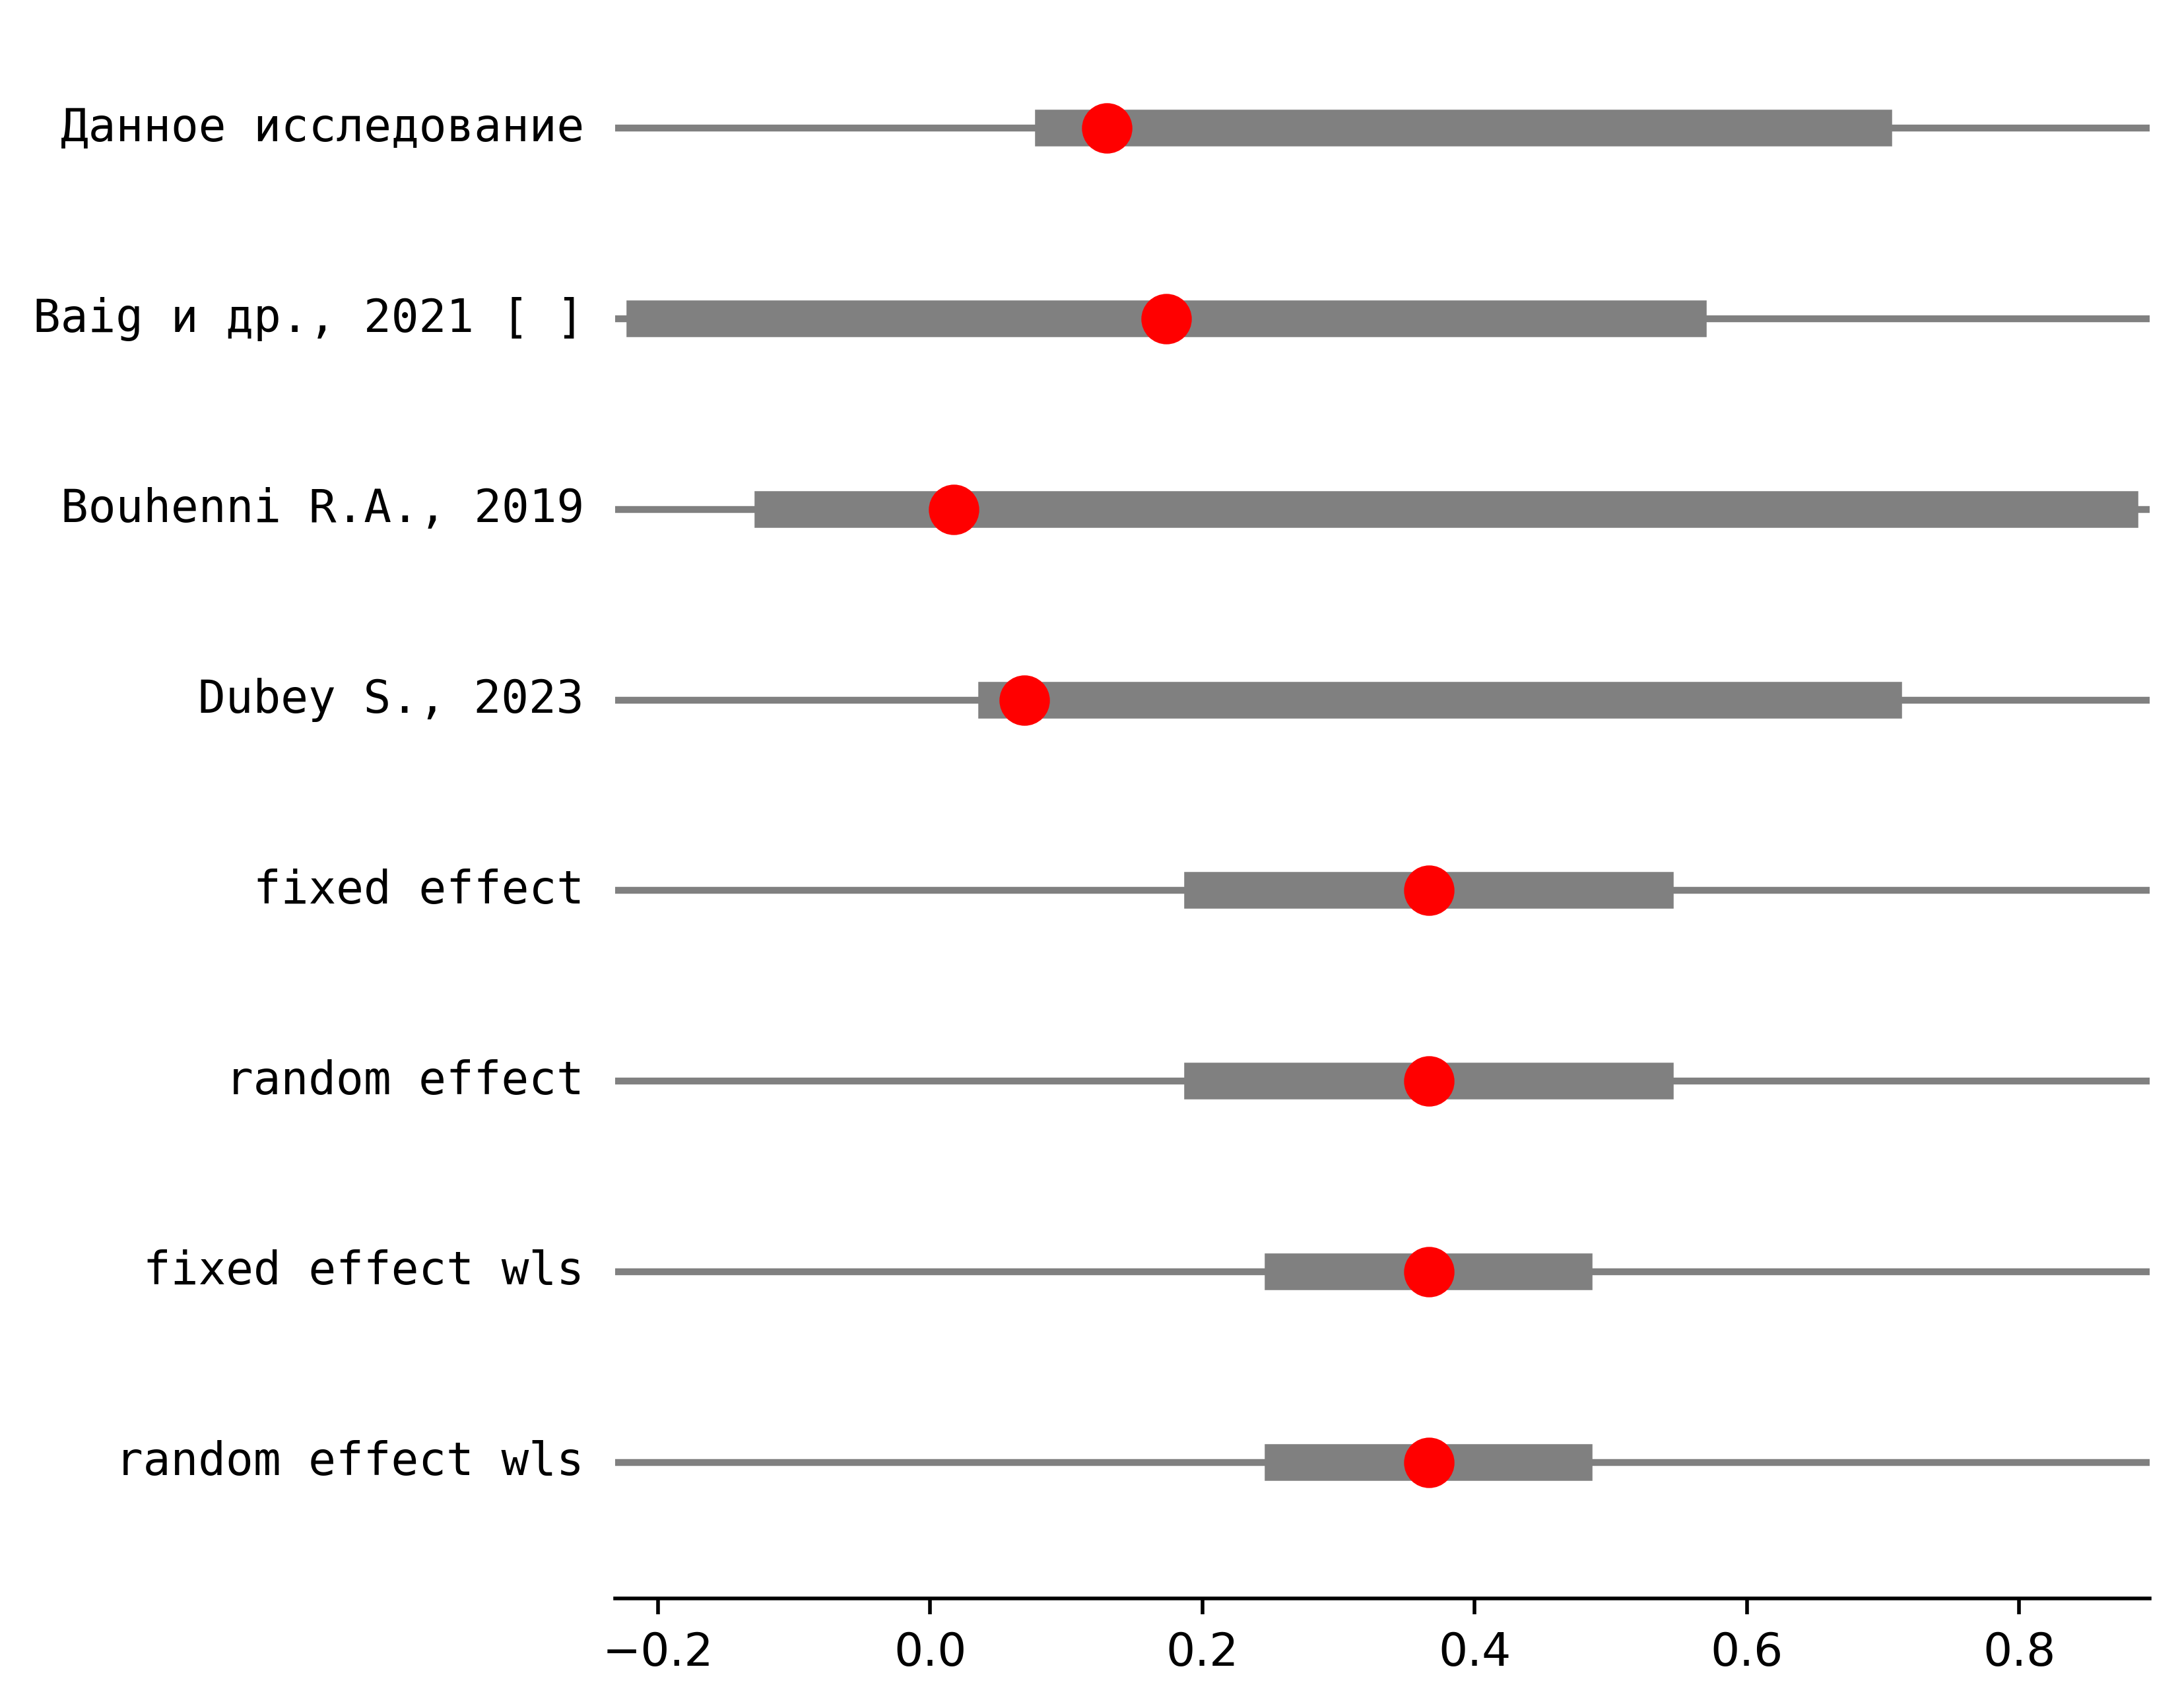 Данное исследование
Baig и др., 2021 [ ]
Bouhenni R.A., 2019
Dubey S., 2023
fixed effect
random effect
fixed effect wls
random effect wls
−0.2 0.0 0.2 0.4 0.6 0.8